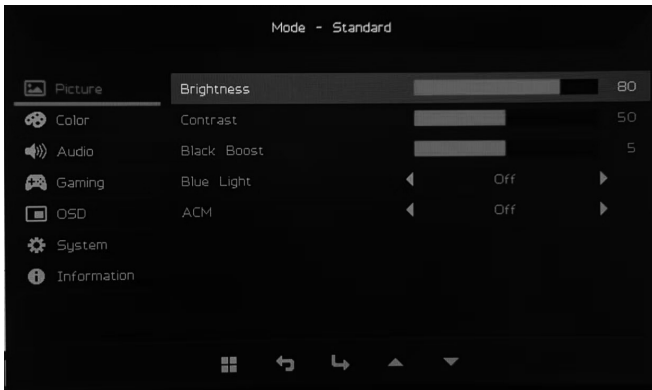 Mode - Standard
Picture
Brightness 80
Color
Contrast 50
Audio
Black Boost 5
Gaming
Blue Light Off
OSD
ACM Off
System
Information